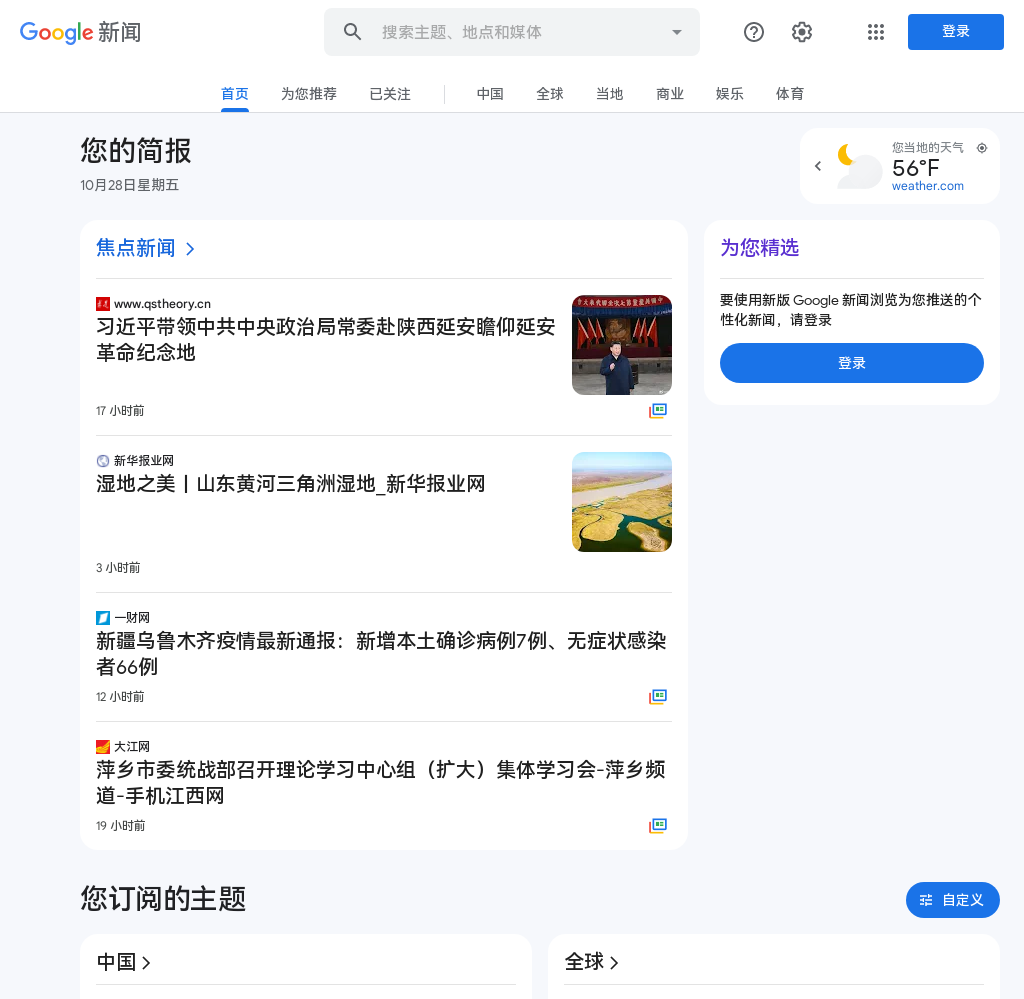 Google 新闻
搜索主题、地点和媒体
登录
首页
为您推荐
已关注
中国
全球
当地
商业
娱乐
体育
您的简报
10月28日星期五
您当地的天气
56°F
weather.com
焦点新闻
www.qstheory.cn
习近平带领中共中央政治局常委赴陕西延安瞻仰延安
革命纪念地
17 小时前
新华报业网
湿地之美丨山东黄河三角洲湿地_新华报业网
3 小时前
一财网
新疆乌鲁木齐疫情最新通报：新增本土确诊病例7例、无症状感染
者66例
12 小时前
大江网
萍乡市委统战部召开理论学习中心组（扩大）集体学习会-萍乡频
道-手机江西网
19 小时前
为您精选
要使用新版 Google 新闻浏览为您推送的个
性化新闻，请登录
登录
您订阅的主题
自定义
中国
全球